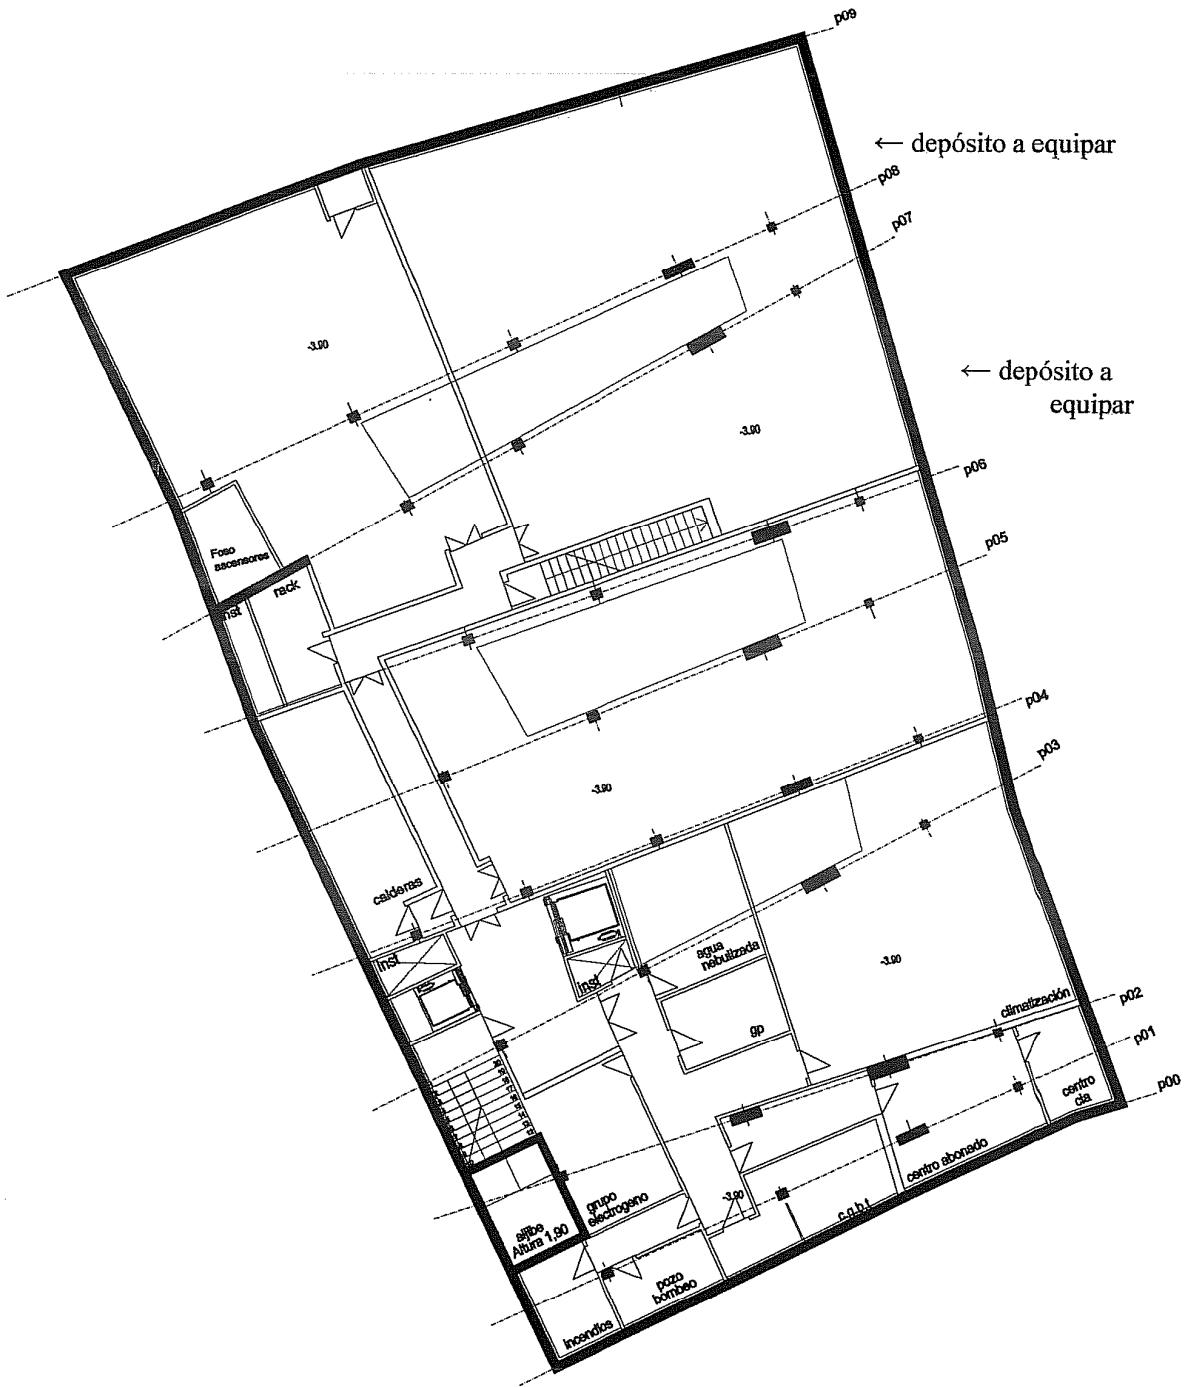 p09
← depósito a equipar
p08
p07
-3.90
← depósito a
equipar
-3.90
p06
p05
Foso
ascensores
rack
inst
p04
p03
-3.90
calderas
agua
nebulizada
-3.90
inst
inst
climatización
p02
gp
p01
p00
centro
cia
centro abonado
grupo
electrogeno
-3.90
c.g.b.t.
aljibe
Altura 1,90
pozo
bombeo
incendios